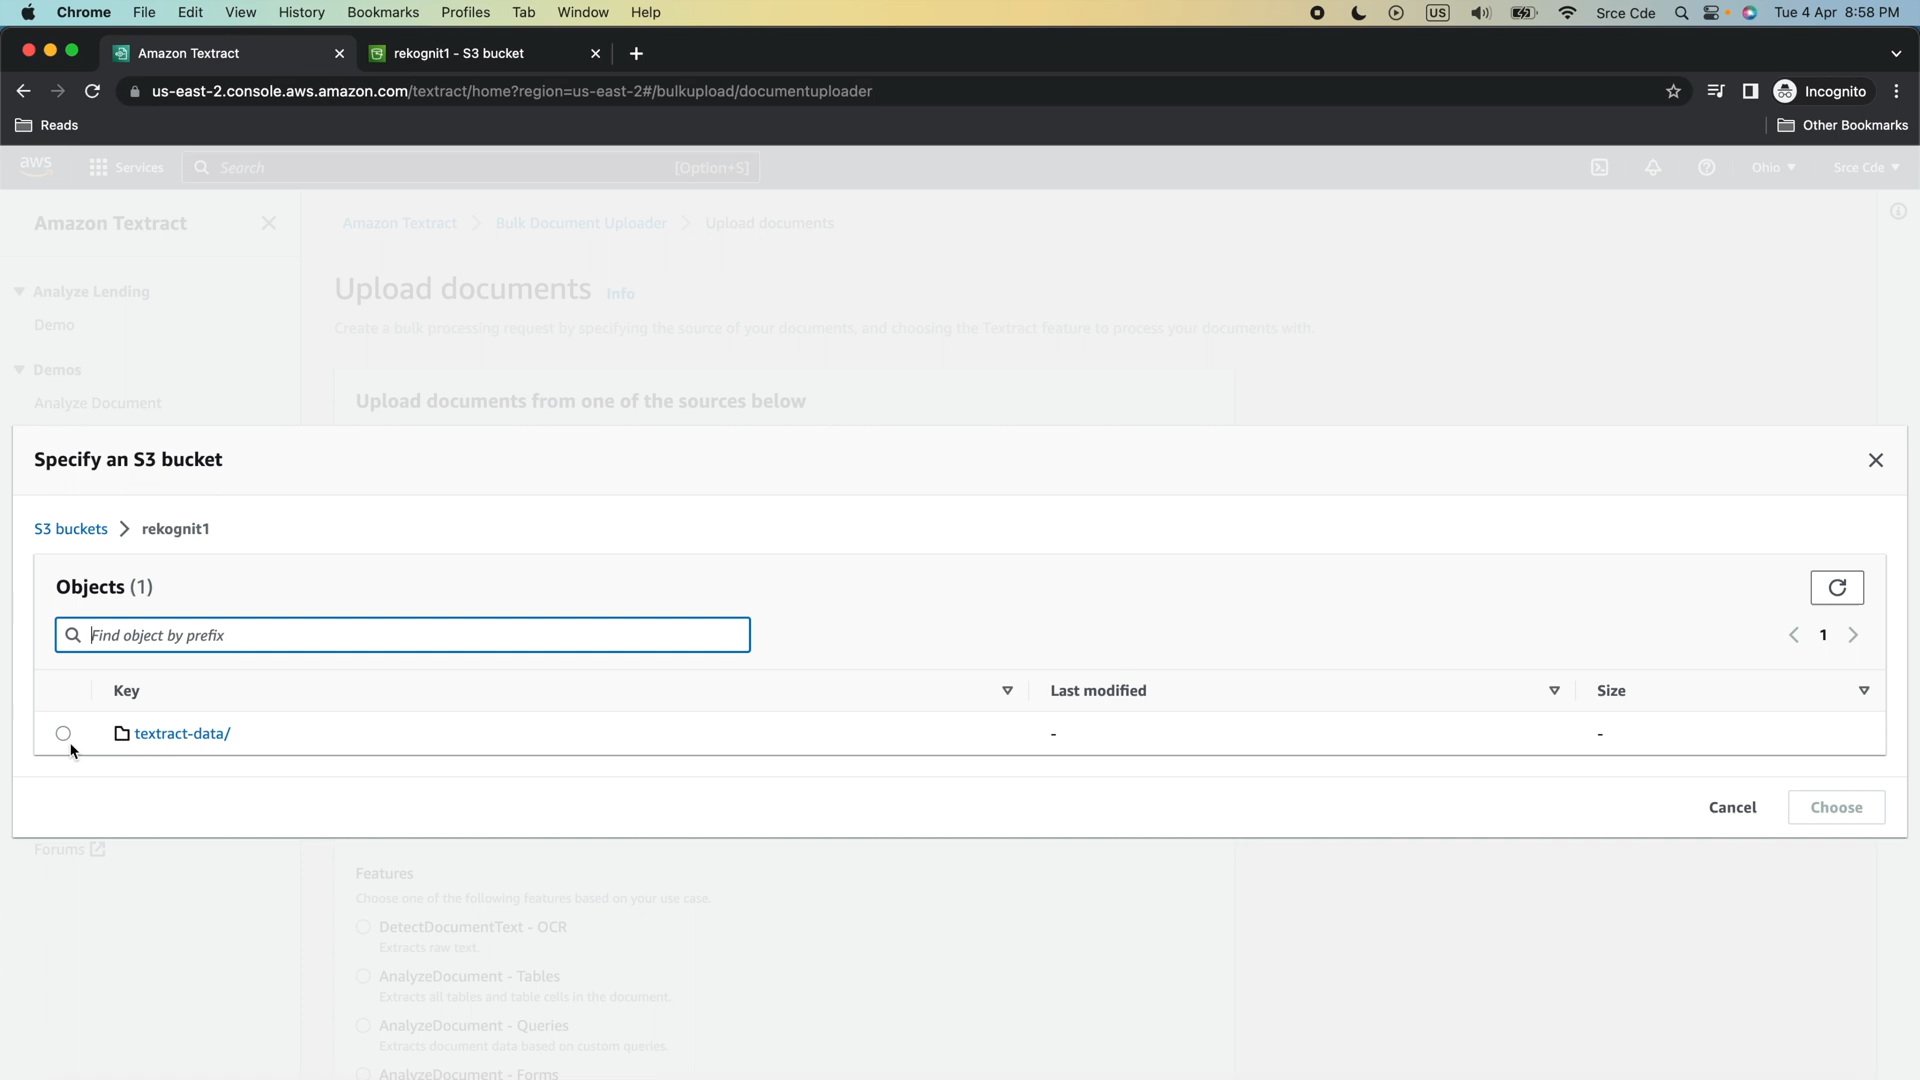 Chrome File Edit View History Bookmarks Profiles Tab Window Help US Srce Cde Tue 4 Apr 8:58 PM
Amazon Textract rekognit1 - S3 bucket
us-east-2.console.aws.amazon.com/textract/home?region=us-east-2#/bulkupload/documentuploader Incognito
Reads Other Bookmarks
aws Services Search [Option+S] Ohio Srce Cde
Amazon Textract
Amazon Textract Bulk Document Uploader Upload documents
Upload documents Info
Analyze Lending
Demo
Create a bulk processing request by specifying the source of your documents, and choosing the Textract feature to process your documents with.
Demos
Analyze Document
Upload documents from one of the sources below
Specify an S3 bucket
S3 buckets rekognit1
Objects (1)
Find object by prefix 1
Key Last modified Size
textract-data/ - -
Cancel Choose
Forums
Features
Choose one of the following features based on your use case.
DetectDocumentText - OCR
Extracts raw text.
AnalyzeDocument - Tables
Extracts all tables and table cells in the document.
AnalyzeDocument - Queries
Extracts document data based on custom queries.
AnalyzeDocument - Forms